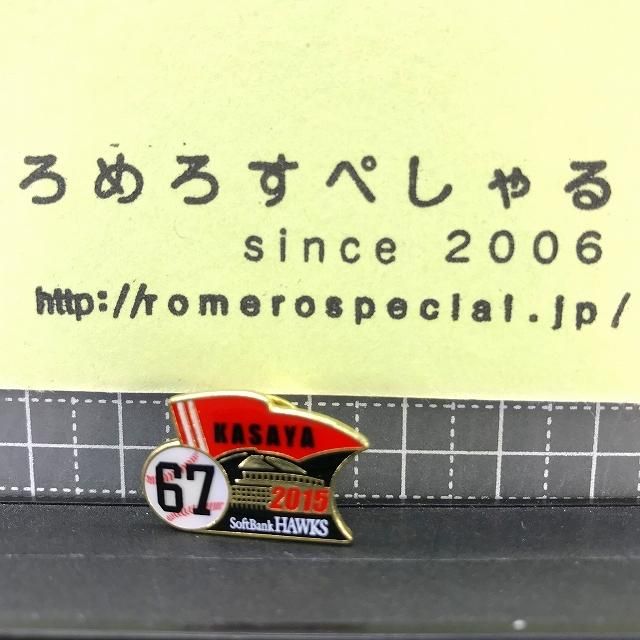 ろめろすぺしゃる
since 2006
http://romerospecial.jp/
KASAYA
67
2015
SoftBank HAWKS